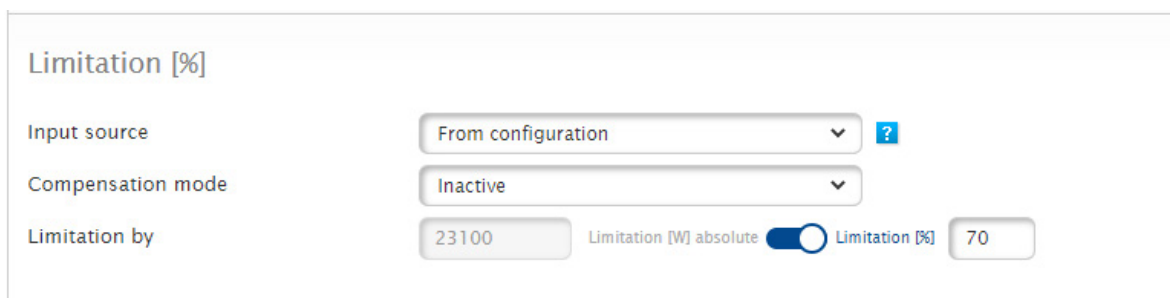 Limitation [%]
Input source From configuration ?
Compensation mode Inactive
Limitation by 23100 Limitation [W] absolute Limitation [%] 70